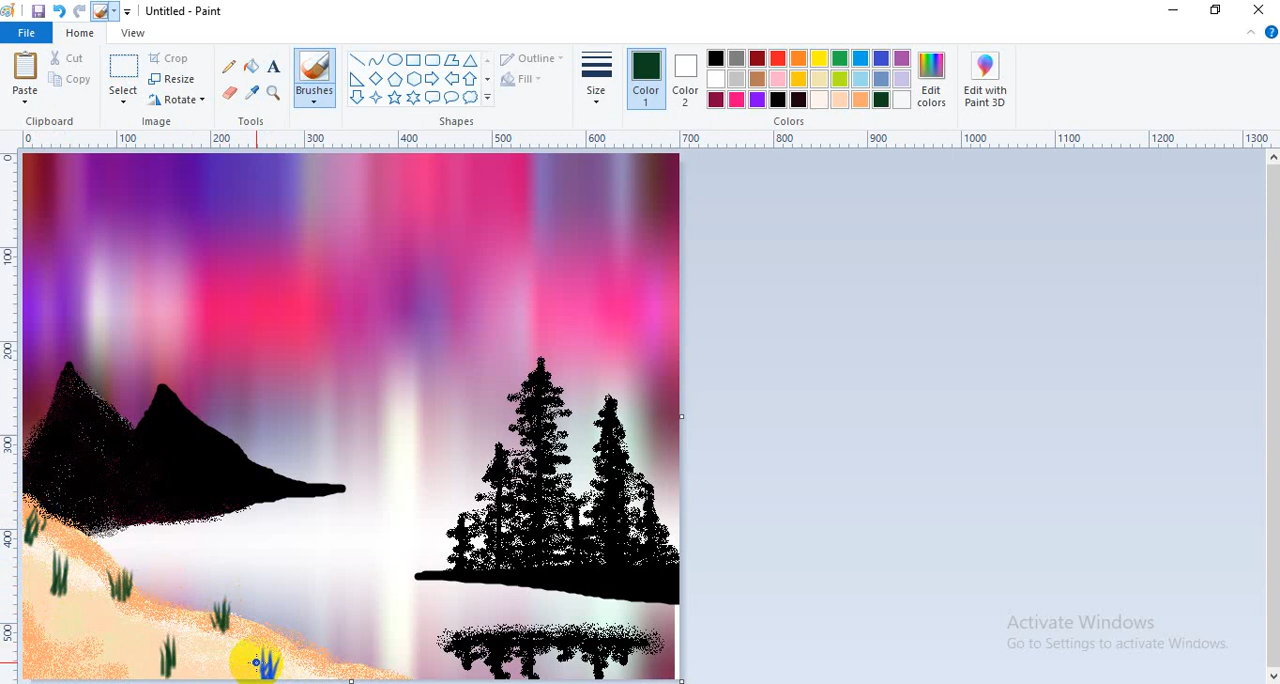 Untitled - Paint
File
Home
View
Paste
Cut
Copy
Clipboard
Select
Crop
Resize
Rotate
Image
A
Tools
Brushes
Outline
Fill
Shapes
Size
Color 1
Color 2
Edit colors
Colors
Edit with Paint 3D
0 100 200 300 400 500 600 700 800 900 1000 1100 1200 1300
0
100
200
300
400
500
Activate Windows
Go to Settings to activate Windows.